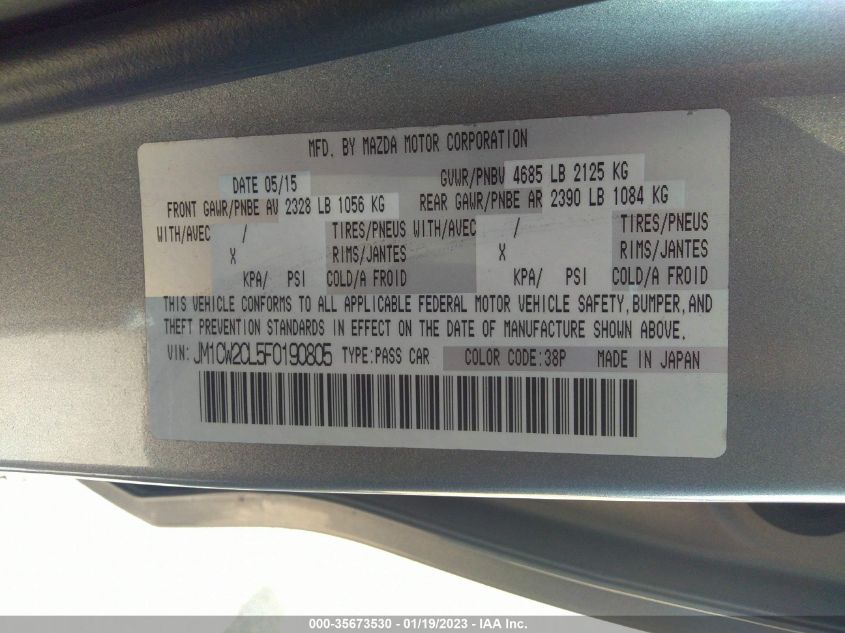 MFD. BY MAZDA MOTOR CORPORATION
DATE 05/15 GVWR/PNBV 4685 LB 2125 KG
FRONT GAWR/PNBE AV 2328 LB 1056 KG REAR GAWR/PNBE AR 2390 LB 1084 KG
WITH/AVEC / TIRES/PNEUS WITH/AVEC / TIRES/PNEUS
X RIMS/JANTES X RIMS/JANTES
KPA/ PSI COLD/A FROID KPA/ PSI COLD/A FROID
THIS VEHICLE CONFORMS TO ALL APPLICABLE FEDERAL MOTOR VEHICLE SAFETY,BUMPER,AND
THEFT PREVENTION STANDARDS IN EFFECT ON THE DATE OF MANUFACTURE SHOWN ABOVE.
VIN: JM1CW2CL5F0190805 TYPE:PASS CAR COLOR CODE:38P MADE IN JAPAN
000-35673530 - 01/19/2023 - IAA Inc.